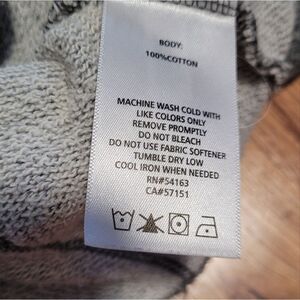 BODY:
100%COTTON
MACHINE WASH COLD WITH
LIKE COLORS ONLY
REMOVE PROMPTLY
DO NOT BLEACH
DO NOT USE FABRIC SOFTENER
TUMBLE DRY LOW
COOL IRON WHEN NEEDED
RN#54163
CA#57151